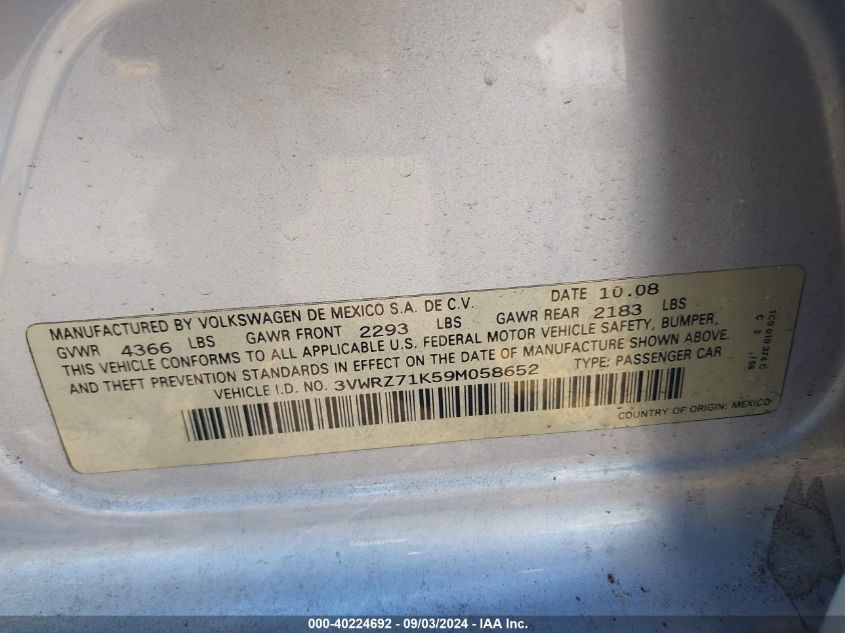 MANUFACTURED BY VOLKSWAGEN DE MEXICO S.A. DE C.V. DATE 10.08
GVWR 4366 LBS GAWR FRONT 2293 LBS GAWR REAR 2183 LBS
THIS VEHICLE CONFORMS TO ALL APPLICABLE U.S. FEDERAL MOTOR VEHICLE SAFETY, BUMPER,
AND THEFT PREVENTION STANDARDS IN EFFECT ON THE DATE OF MANUFACTURE SHOWN ABOVE.
VEHICLE I.D. NO. 3VWRZ71K59M058652 TYPE: PASSENGER CAR
COUNTRY OF ORIGIN: MEXICO
1C0 010 374 C
000-40224692 - 09/03/2024 - IAA Inc.